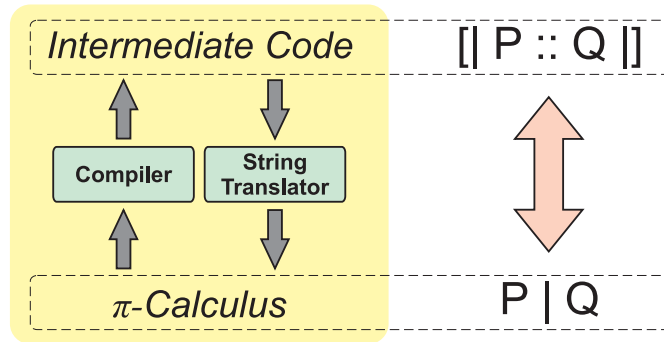 Intermediate Code [| P :: Q |]
Compiler
String
Translator
π-Calculus P | Q